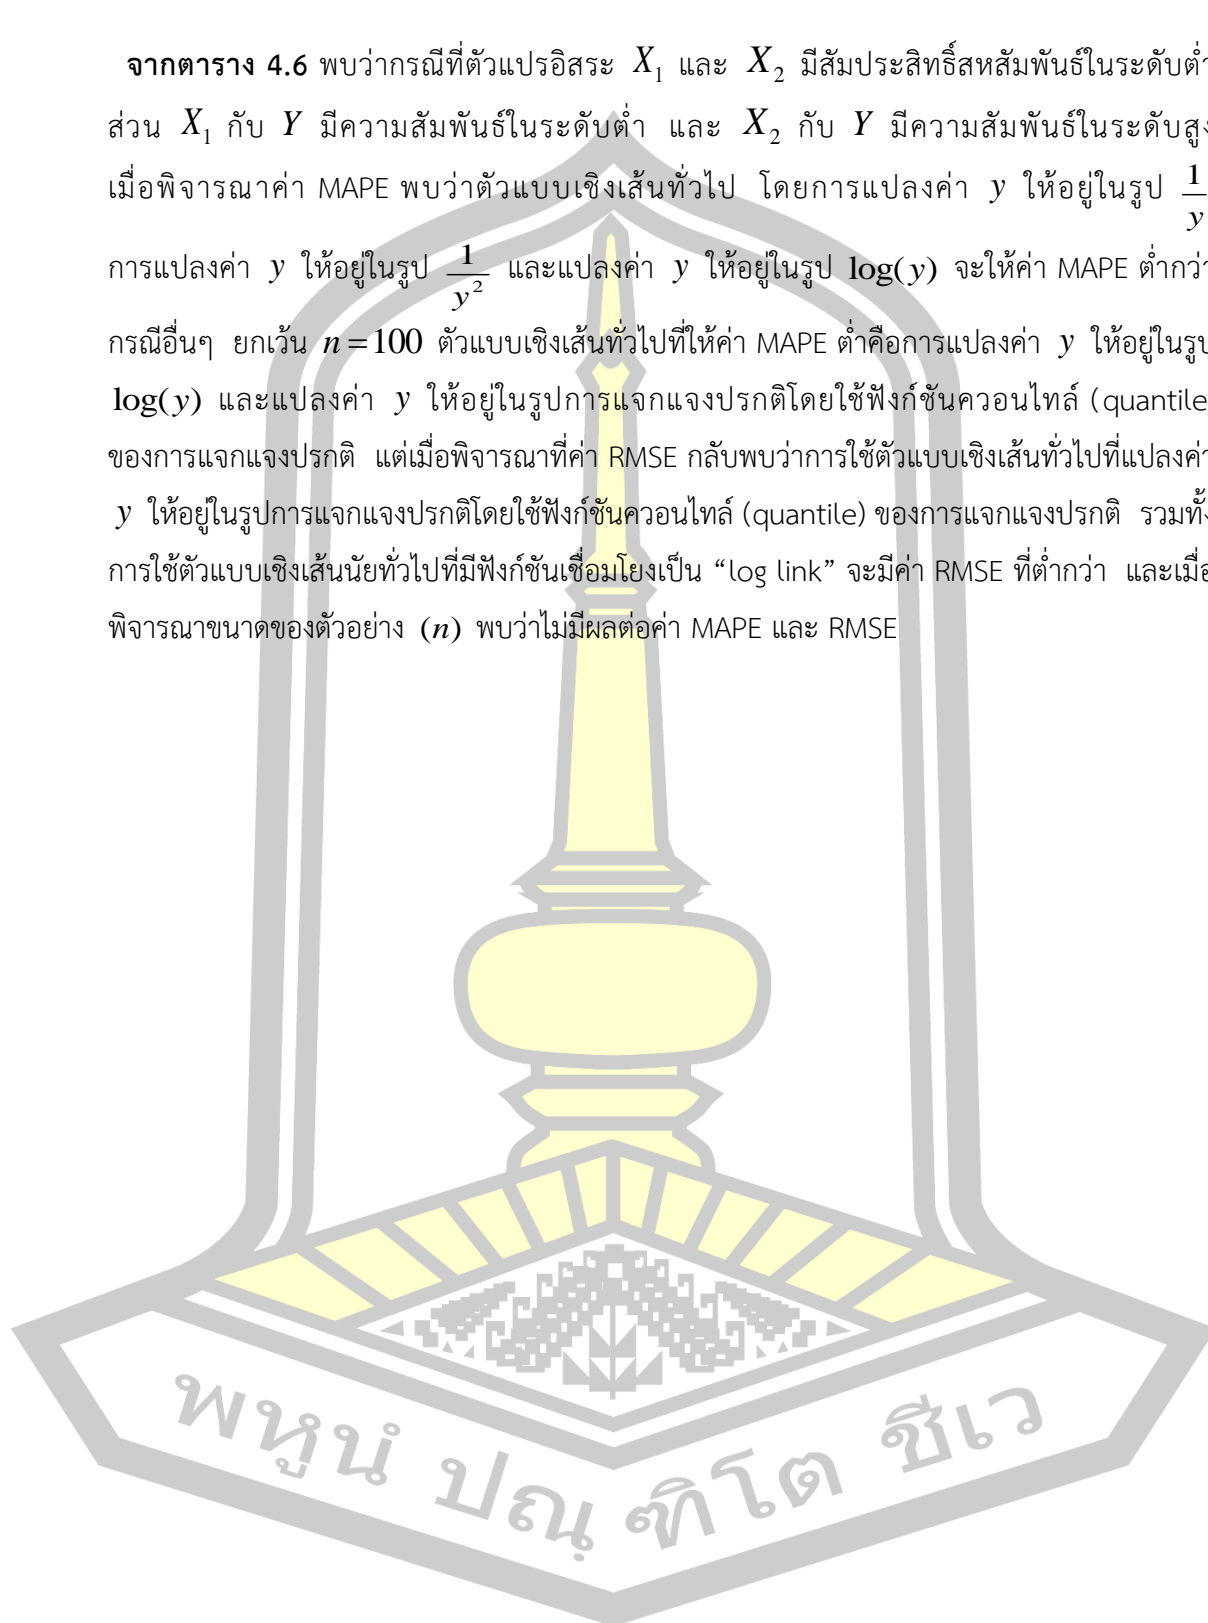 จากตาราง 4.6 พบว่ากรณีที่ตัวแปรอิสระ X₁ และ X₂ มีสัมประสิทธิ์สหสัมพันธ์ในระดับต่ำ
ส่วน X₁ กับ Y มีความสัมพันธ์ในระดับต่ำ และ X₂ กับ Y มีความสัมพันธ์ในระดับสูง
เมื่อพิจารณาค่า MAPE พบว่าตัวแบบเชิงเส้นทั่วไป โดยการแปลงค่า y ให้อยู่ในรูป 1/y
การแปลงค่า y ให้อยู่ในรูป 1/y² และแปลงค่า y ให้อยู่ในรูป log(y) จะให้ค่า MAPE ต่ำกว่า
กรณีอื่นๆ ยกเว้น n=100 ตัวแบบเชิงเส้นทั่วไปที่ให้ค่า MAPE ต่ำคือการแปลงค่า y ให้อยู่ในรูป
log(y) และแปลงค่า y ให้อยู่ในรูปการแจกแจงปรกติโดยใช้ฟังก์ชันควอนไทล์ (quantile
ของการแจกแจงปรกติ แต่เมื่อพิจารณาที่ค่า RMSE กลับพบว่าการใช้ตัวแบบเชิงเส้นทั่วไปที่แปลงค่า
y ให้อยู่ในรูปการแจกแจงปรกติโดยใช้ฟังก์ชันควอนไทล์ (quantile) ของการแจกแจงปรกติ รวมทั้ง
การใช้ตัวแบบเชิงเส้นนัยทั่วไปที่มีฟังก์ชันเชื่อมโยงเป็น “log link” จะมีค่า RMSE ที่ต่ำกว่า และเมื่อ
พิจารณาขนาดของตัวอย่าง (n) พบว่าไม่มีผลต่อค่า MAPE และ RMSE
พหูนํ ปณฺฑิโต ชีเว